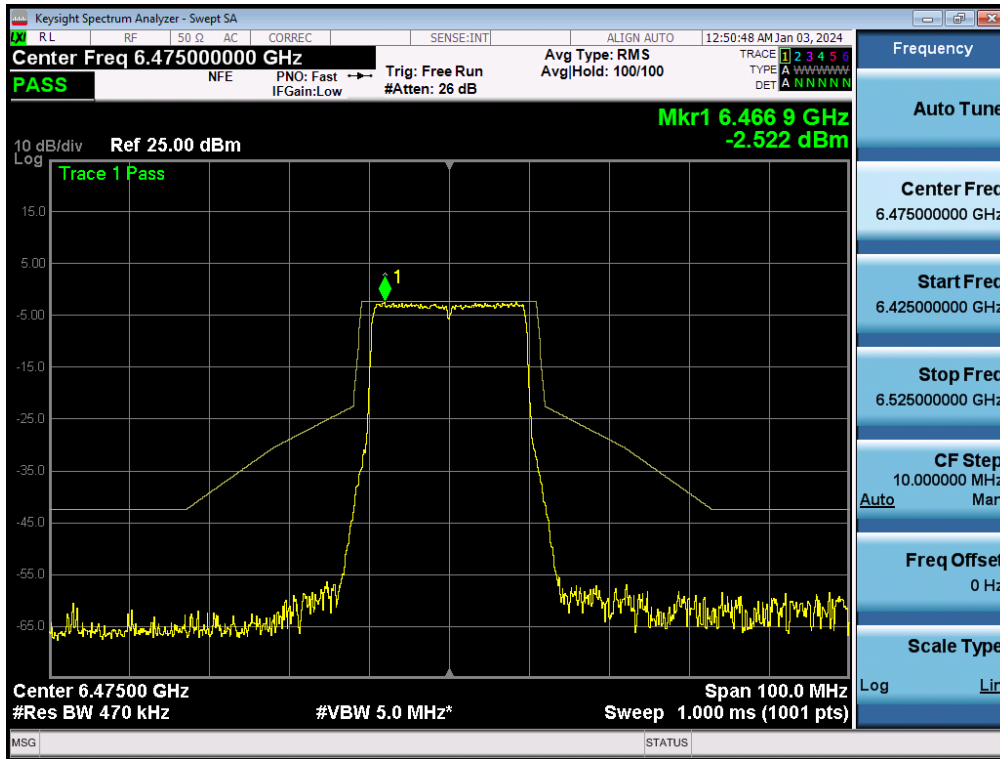 Keysight Spectrum Analyzer - Swept SA
LXI RL RF 50 Ω AC CORREC SENSE:INT ALIGN AUTO 12:50:48 AM Jan 03, 2024
Center Freq 6.475000000 GHz
PASS
NFE
PNO: Fast
IFGain:Low
Trig: Free Run
#Atten: 26 dB
Avg Type: RMS
Avg|Hold: 100/100
TRACE 1 2 3 4 5 6
TYPE A WWWWW
DET A N N N N N
Mkr1 6.466 9 GHz
-2.522 dBm
10 dB/div Ref 25.00 dBm
Log
Trace 1 Pass
15.0
5.00
1
-5.00
-15.0
-25.0
-35.0
-45.0
-55.0
-65.0
Center 6.47500 GHz Span 100.0 MHz
#Res BW 470 kHz #VBW 5.0 MHz* Sweep 1.000 ms (1001 pts)
MSG STATUS
Frequency
Auto Tune
Center Freq
6.475000000 GHz
Start Freq
6.425000000 GHz
Stop Freq
6.525000000 GHz
CF Step
10.000000 MHz
Auto Man
Freq Offset
0 Hz
Scale Type
Log Lin